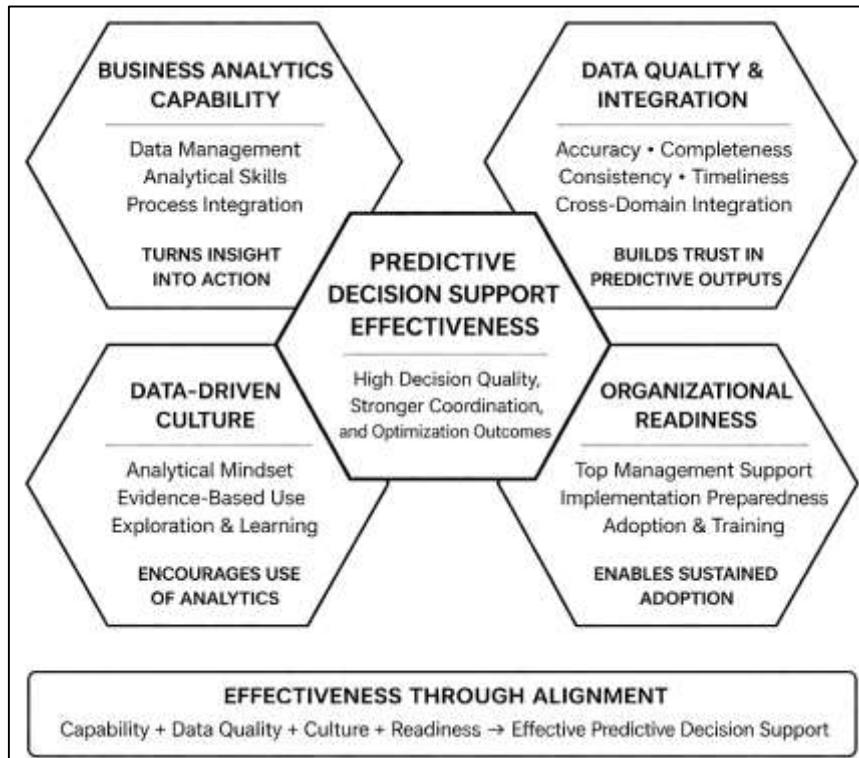 BUSINESS ANALYTICS
CAPABILITY
Data Management
Analytical Skills
Process Integration
TURNS INSIGHT
INTO ACTION
DATA QUALITY &
INTEGRATION
Accuracy • Completeness
Consistency • Timeliness
Cross-Domain Integration
BUILDS TRUST IN
PREDICTIVE OUTPUTS
PREDICTIVE
DECISION SUPPORT
EFFECTIVENESS
High Decision Quality,
Stronger Coordination,
and Optimization Outcomes
DATA-DRIVEN
CULTURE
Analytical Mindset
Evidence-Based Use
Exploration & Learning
ENCOURAGES USE
OF ANALYTICS
ORGANIZATIONAL
READINESS
Top Management Support
Implementation Preparedness
Adoption & Training
ENABLES SUSTAINED
ADOPTION
EFFECTIVENESS THROUGH ALIGNMENT
Capability + Data Quality + Culture + Readiness → Effective Predictive Decision Support